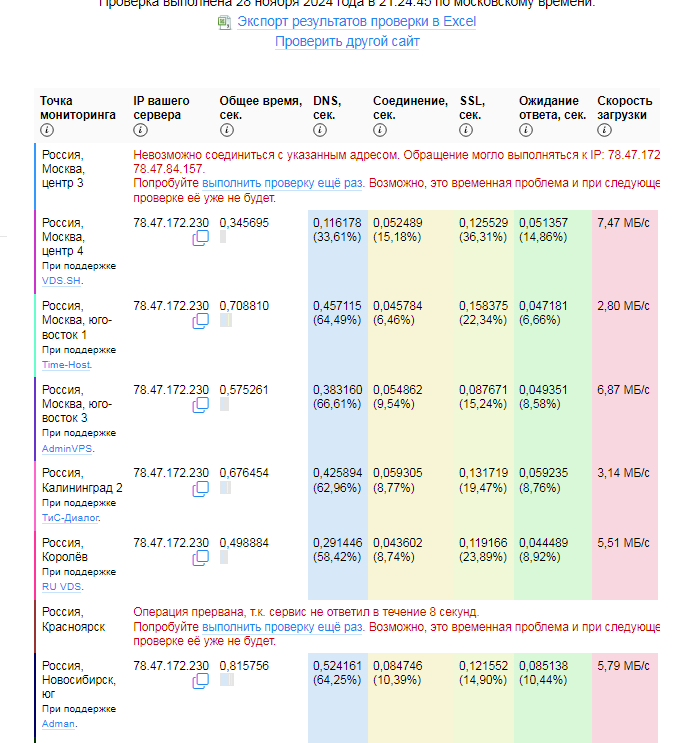 Проверка выполнена 28 ноября 2024 года в 21:24:45 по московскому времени.
Экспорт результатов проверки в Excel
Проверить другой сайт
Точка мониторинга IP вашего сервера Общее время, сек. DNS, сек. Соединение, сек. SSL, сек. Ожидание ответа, сек. Скорость загрузки
Россия, Невозможно соединиться с указанным адресом. Обращение могло выполняться к IP: 78.47.172
Москва, 78.47.84.157.
центр 3 Попробуйте выполнить проверку ещё раз. Возможно, это временная проблема и при следующе
проверке её уже не будет.
Россия, 78.47.172.230 0,345695 0,116178 0,052489 0,125529 0,051357 7,47 МБ/с
Москва, (33,61%) (15,18%) (36,31%) (14,86%)
центр 4
При поддержке
VDS.SH.
Россия, 78.47.172.230 0,708810 0,457115 0,045784 0,158375 0,047181 2,80 МБ/с
Москва, юго- (64,49%) (6,46%) (22,34%) (6,66%)
восток 1
При поддержке
Time-Host.
Россия, 78.47.172.230 0,575261 0,383160 0,054862 0,087671 0,049351 6,87 МБ/с
Москва, юго- (66,61%) (9,54%) (15,24%) (8,58%)
восток 3
При поддержке
AdminVPS.
Россия, 78.47.172.230 0,676454 0,425894 0,059305 0,131719 0,059235 3,14 МБ/с
Калининград 2 (62,96%) (8,77%) (19,47%) (8,76%)
При поддержке
ТиС-Диалог.
Россия, 78.47.172.230 0,498884 0,291446 0,043602 0,119166 0,044489 5,51 МБ/с
Королёв (58,42%) (8,74%) (23,89%) (8,92%)
При поддержке
RU VDS.
Россия, Операция прервана, т.к. сервис не ответил в течение 8 секунд.
Красноярск Попробуйте выполнить проверку ещё раз. Возможно, это временная проблема и при следующе
проверке её уже не будет.
Россия, 78.47.172.230 0,815756 0,524161 0,084746 0,121552 0,085138 5,79 МБ/с
Новосибирск, (64,25%) (10,39%) (14,90%) (10,44%)
юг
При поддержке
Adman.